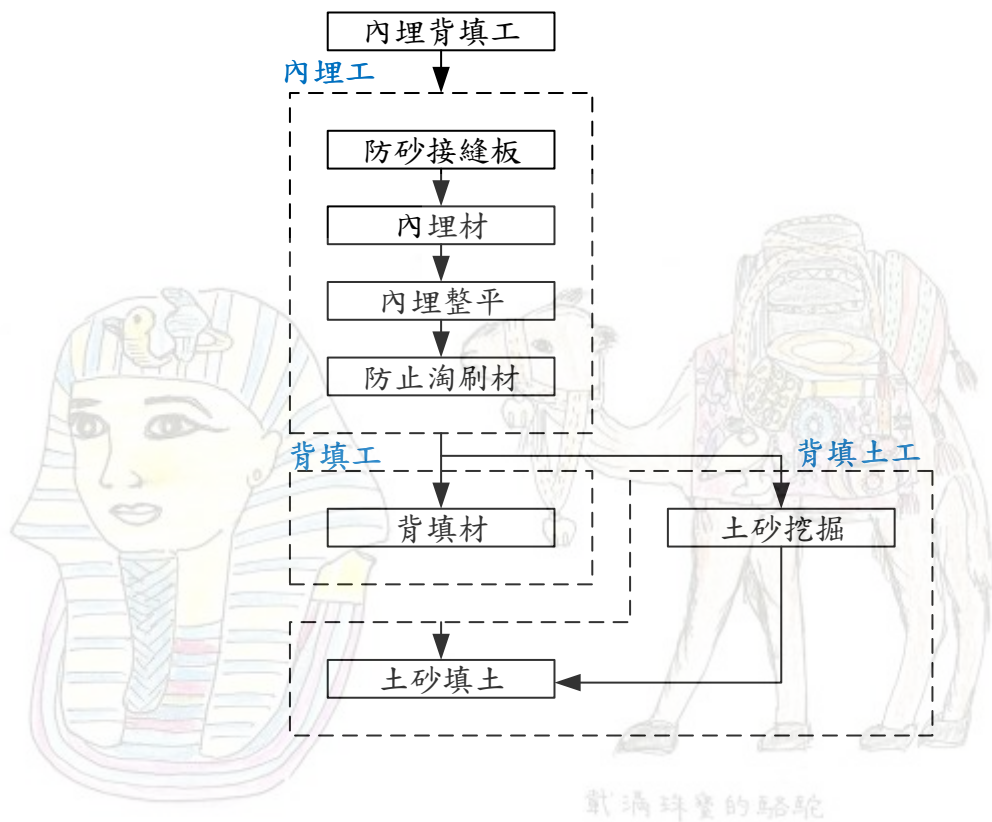 內埋背填工
內埋工
防砂接縫板
內埋材
內埋整平
防止淘刷材
背填工
背填土工
背填材
土砂挖掘
土砂填土
戴滿珠寶的駱駝